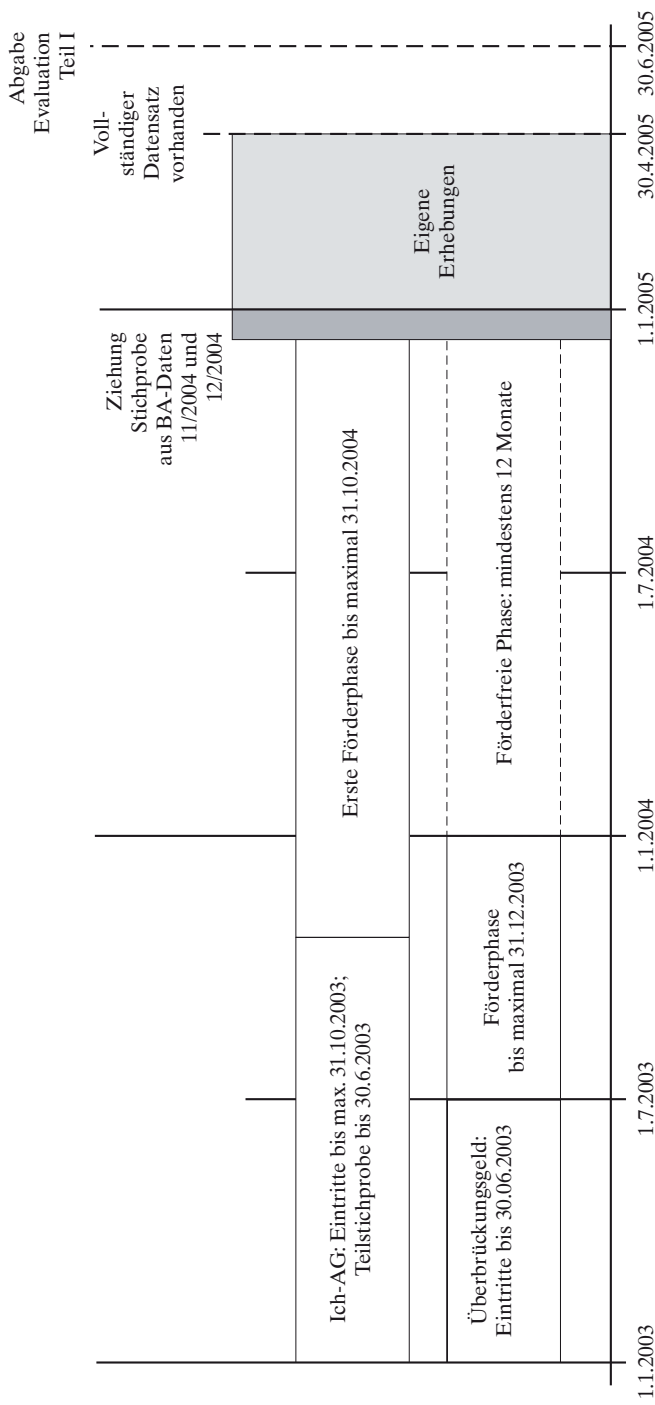 Abgabe
Evaluation
Teil I
Voll-
ständiger
Datensatz
vorhanden
Ziehung
Stichprobe
aus BA-Daten
11/2004 und
12/2004
Eigene
Erhebungen
Ich-AG: Eintritte bis max. 31.10.2003;
Teilstichprobe bis 30.6.2003
Erste Förderphase bis maximal 31.10.2004
Überbrückungsgeld:
Eintritte bis 30.06.2003
Förderphase
bis maximal 31.12.2003
Förderfreie Phase: mindestens 12 Monate
1.1.2003
1.7.2003
1.1.2004
1.7.2004
1.1.2005
30.4.2005
30.6.2005